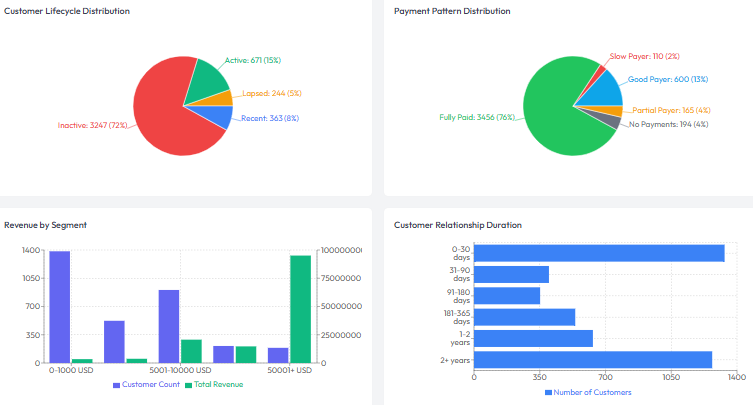 Customer Lifecycle Distribution
Active: 671 (15%)
Lapsed: 244 (5%)
Recent: 363 (8%)
Inactive: 3247 (72%)
Payment Pattern Distribution
Slow Payer: 110 (2%)
Good Payer: 600 (13%)
Partial Payer: 165 (4%)
No Payments: 194 (4%)
Fully Paid: 3456 (76%)
Revenue by Segment
1400
1050
700
350
0
100000000
75000000
50000000
25000000
0
0-1000 USD
5001-10000 USD
50001+ USD
Customer Count
Total Revenue
Customer Relationship Duration
0-30
days
31-90
days
91-180
days
181-365
days
1-2
years
2+ years
0
350
700
1050
1400
Number of Customers